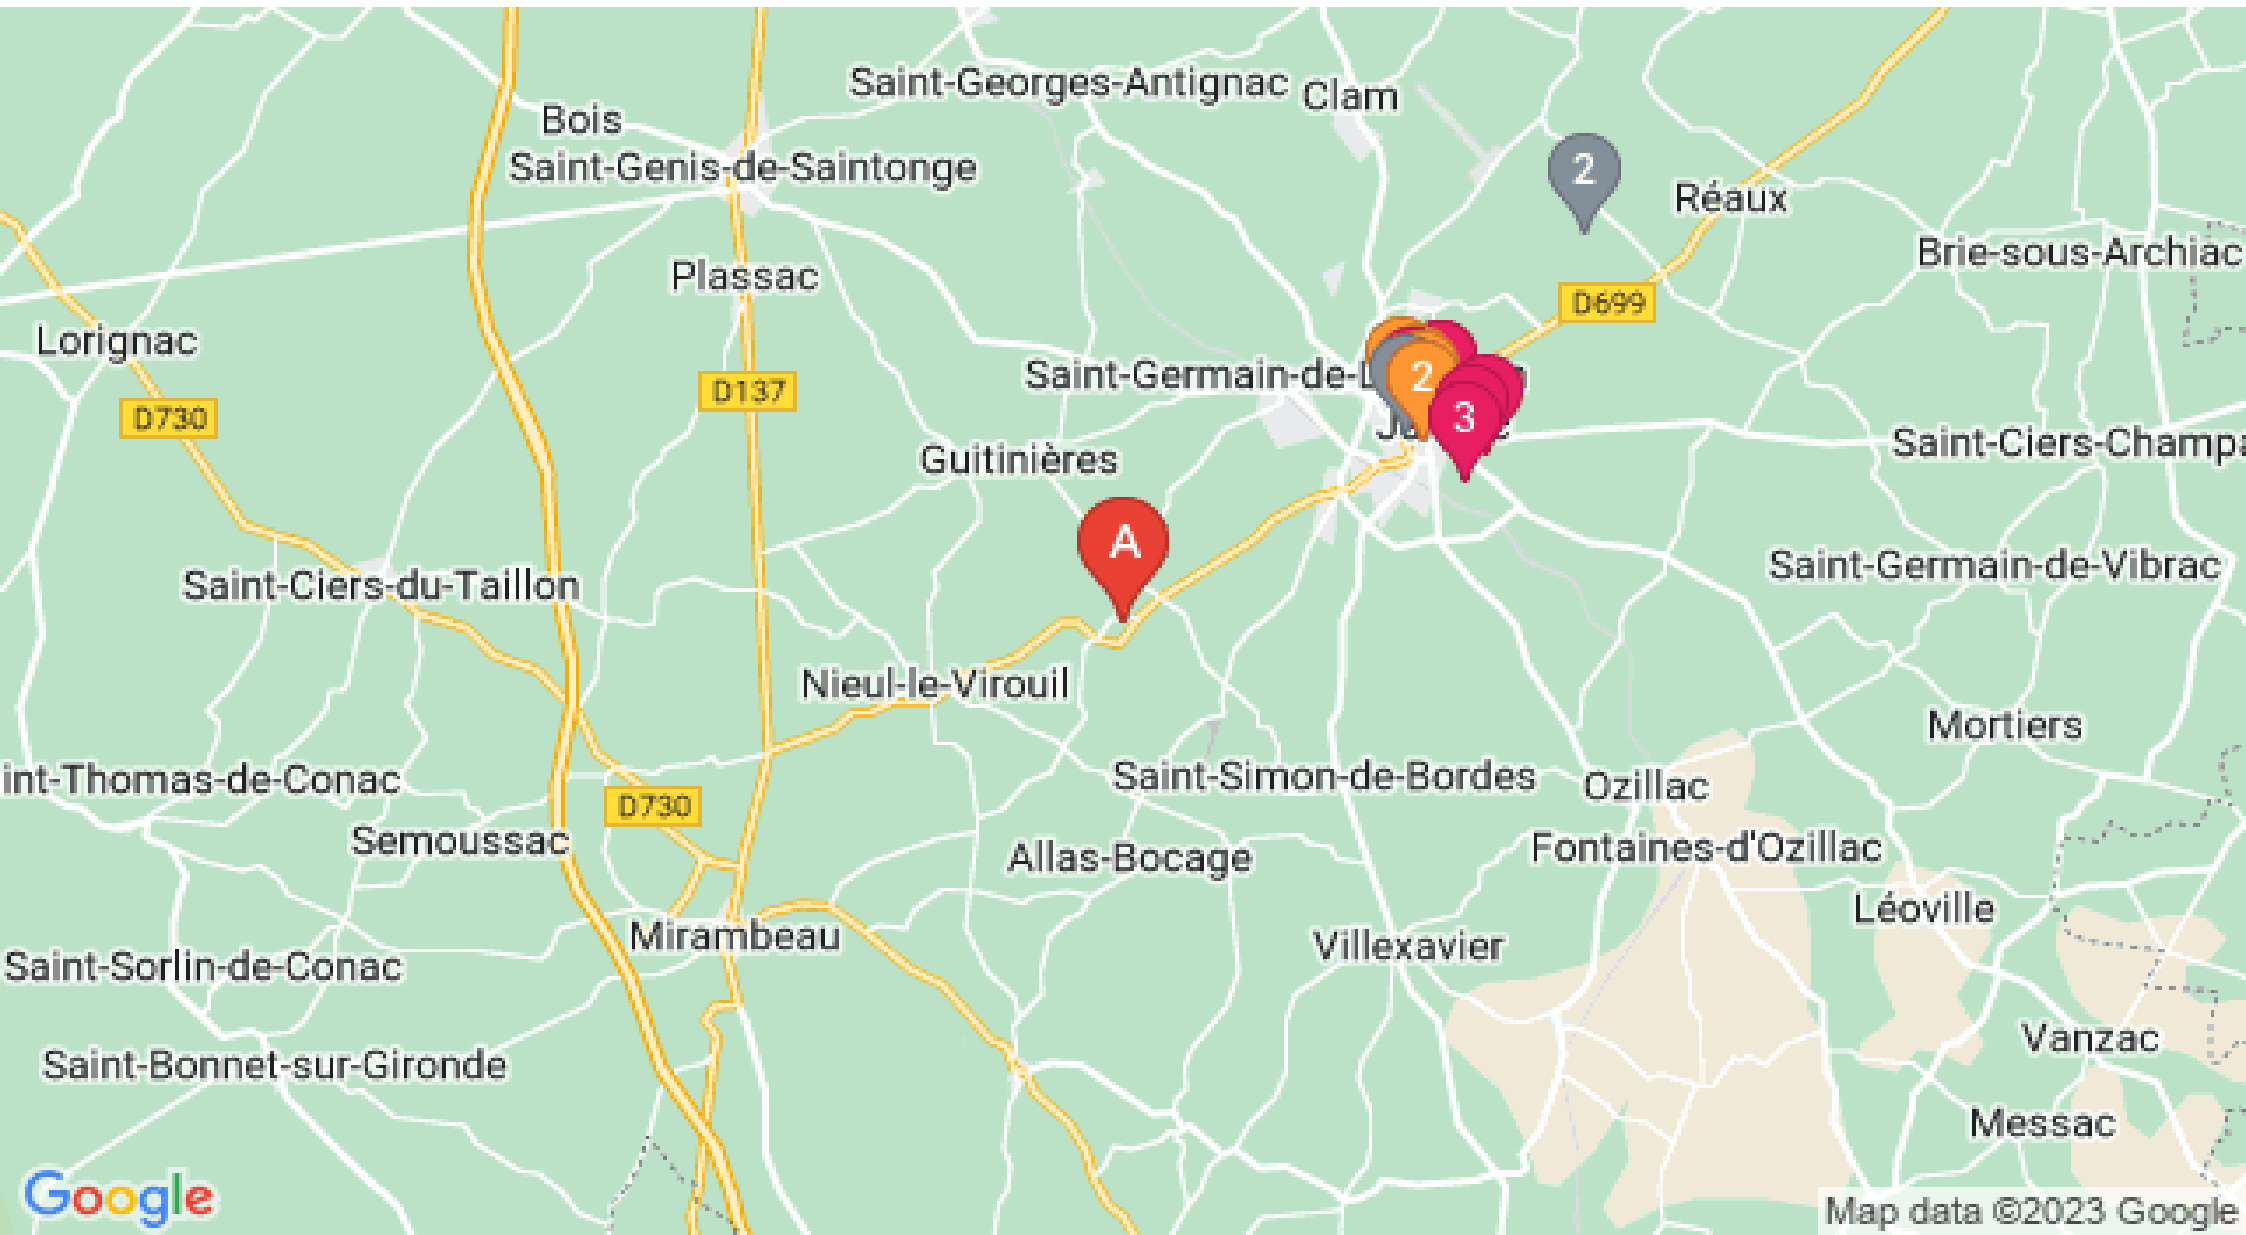 Saint-Georges-Antignac
Clam
Bois
Saint-Genis-de-Saintonge
2
Réaux
Brie-sous-Archiac
Plassac
D699
Lorignac
Saint-Germain-de-L
n
2
D137
D730
3
J
Saint-Ciers-Champa
Guitinières
A
Saint-Ciers-du-Taillon
Saint-Germain-de-Vibrac
Nieul-le-Virouil
Mortiers
int-Thomas-de-Conac
Saint-Simon-de-Bordes
Ozillac
D730
Semoussac
Allas-Bocage
Fontaines-d'Ozillac
Léoville
Mirambeau
Villexavier
Saint-Sorlin-de-Conac
Vanzac
Saint-Bonnet-sur-Gironde
Messac
Google
Map data ©2023 Google